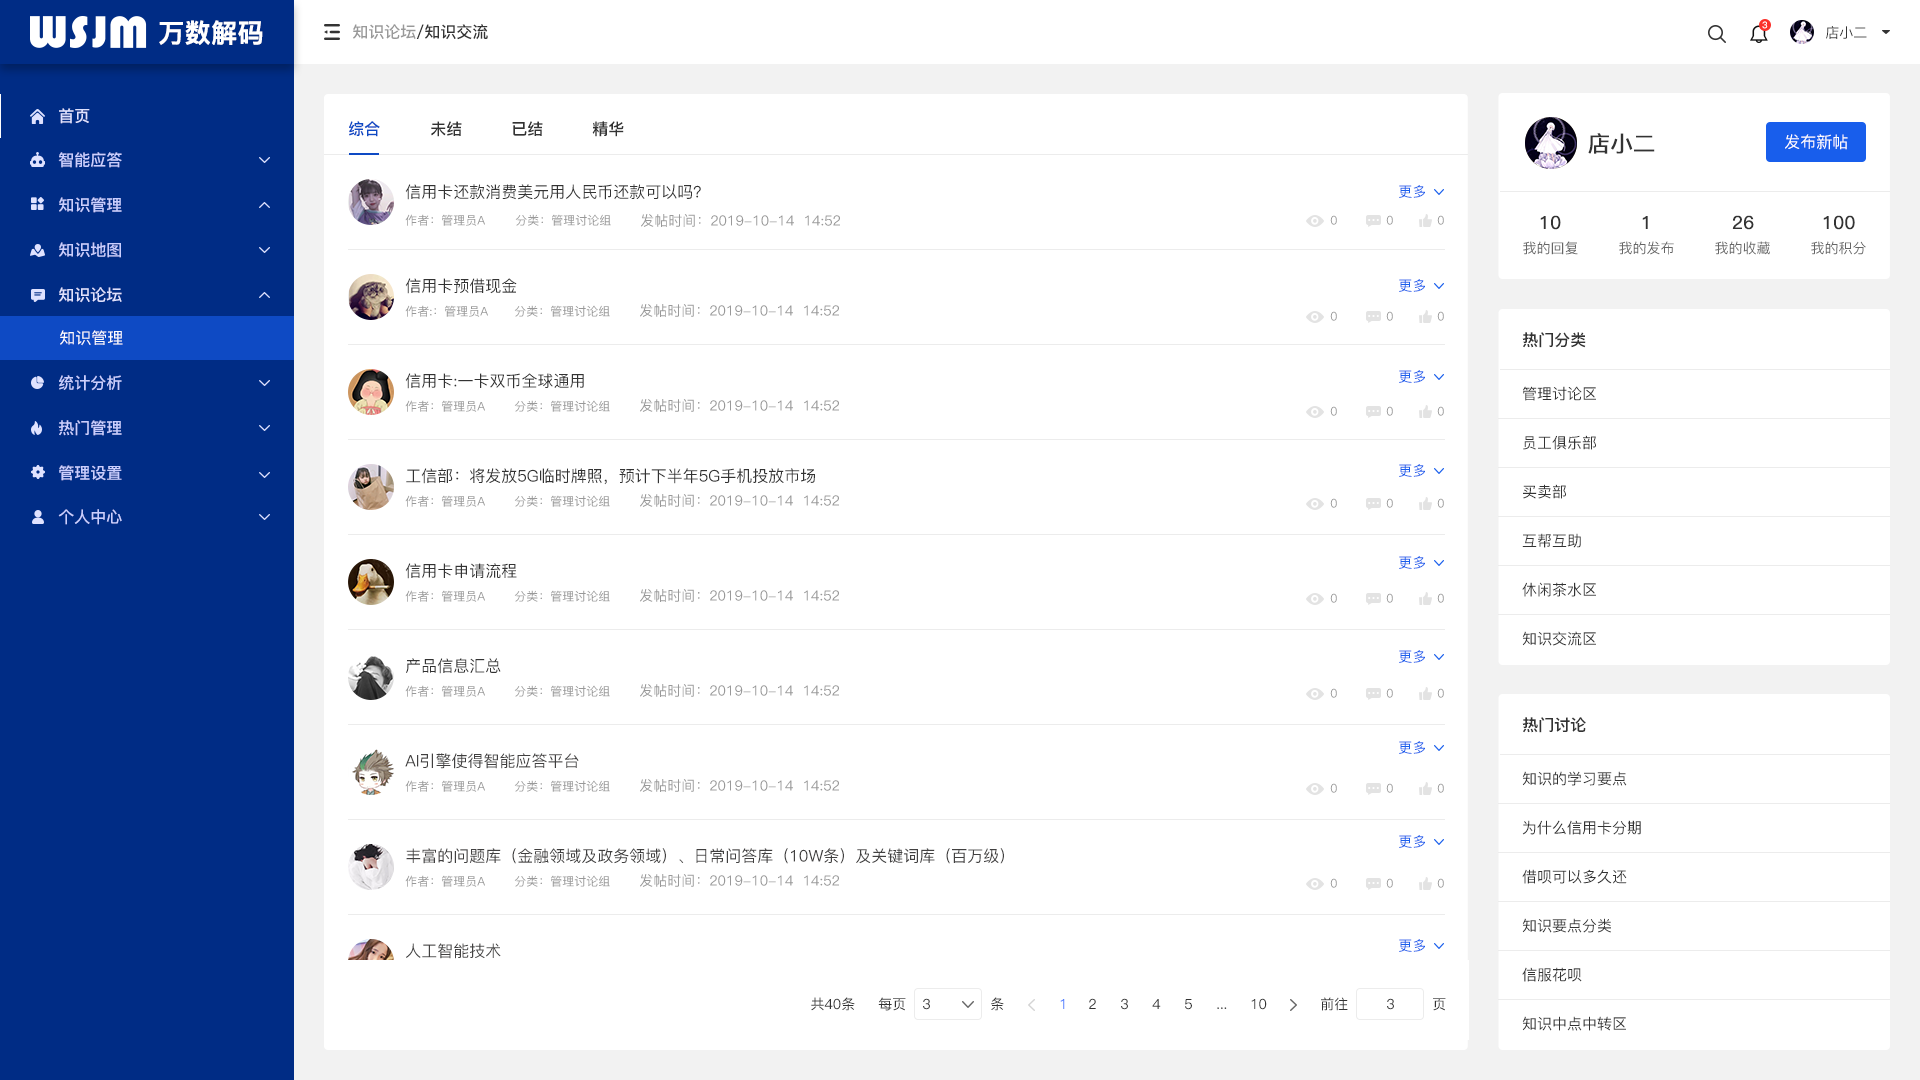 WSJM 万数解码
知识论坛/知识交流
3
店小二
首页
智能应答
知识管理
知识地图
知识论坛
知识管理
统计分析
热门管理
管理设置
个人中心
综合 未结 已结 精华
信用卡还款消费美元用人民币还款可以吗? 更多
作者：管理员A 分类：管理讨论组 发帖时间：2019-10-14 14:52 0 0 0
信用卡预借现金 更多
作者:：管理员A 分类：管理讨论组 发帖时间：2019-10-14 14:52 0 0 0
信用卡:一卡双币全球通用 更多
作者：管理员A 分类：管理讨论组 发帖时间：2019-10-14 14:52 0 0 0
工信部：将发放5G临时牌照，预计下半年5G手机投放市场 更多
作者：管理员A 分类：管理讨论组 发帖时间：2019-10-14 14:52 0 0 0
信用卡申请流程 更多
作者：管理员A 分类：管理讨论组 发帖时间：2019-10-14 14:52 0 0 0
产品信息汇总 更多
作者：管理员A 分类：管理讨论组 发帖时间：2019-10-14 14:52 0 0 0
AI引擎使得智能应答平台 更多
作者：管理员A 分类：管理讨论组 发帖时间：2019-10-14 14:52 0 0 0
丰富的问题库（金融领域及政务领域）、日常问答库（10W条）及关键词库（百万级） 更多
作者：管理员A 分类：管理讨论组 发帖时间：2019-10-14 14:52 0 0 0
人工智能技术 更多
共40条 每页 3 条 1 2 3 4 5 ... 10 前往 3 页
店小二 发布新帖
10 1 26 100
我的回复 我的发布 我的收藏 我的积分
热门分类
管理讨论区
员工俱乐部
买卖部
互帮互助
休闲茶水区
知识交流区
热门讨论
知识的学习要点
为什么信用卡分期
借呗可以多久还
知识要点分类
信服花呗
知识中点中转区